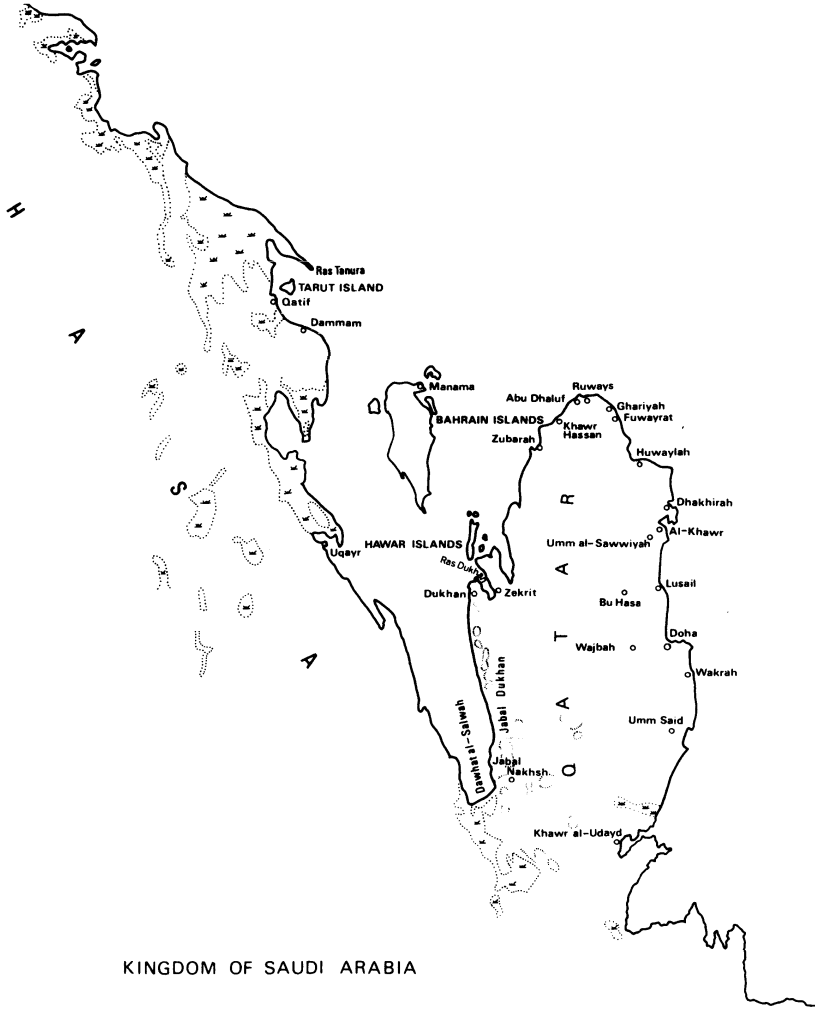 H A S A
Ras Tanura
TARUT ISLAND
Qatif
Dammam
Manama
Ruways
Abu Dhaluf
Ghariyah
BAHRAIN ISLANDS
Fuwayrat
Khawr
Hassan
Zubarah
Huwaylah
Dhakhirah
Al-Khawr
Umm al-Sawwiyah
HAWAR ISLANDS
Uqayr
Ras Dukhan
Dukhan
Zekrit
Lusail
Bu Hasa
QATAR
Doha
Wajbah
Wakrah
Jabal Dukhan
Dawhat al-Salwah
Umm Said
Jabal
Nakhsh
Khawr al-Udayd
KINGDOM OF SAUDI ARABIA